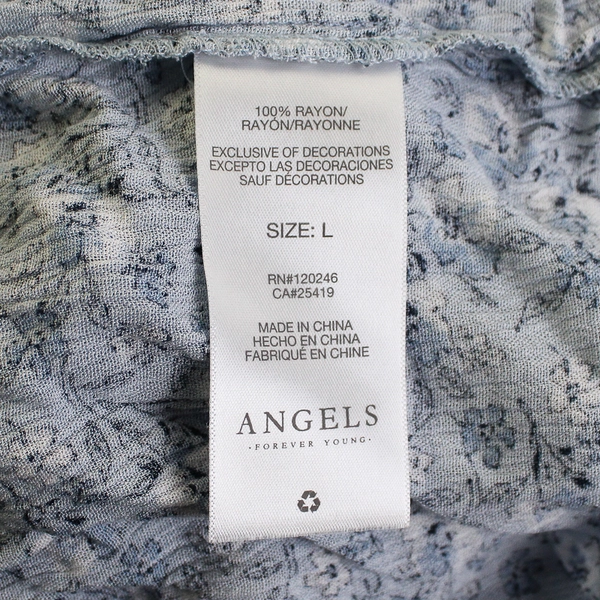 100% RAYON/
RAYÓN/RAYONNE
EXCLUSIVE OF DECORATIONS
EXCEPTO LAS DECORACIONES
SAUF DÉCORATIONS
SIZE: L
RN#120246
CA#25419
MADE IN CHINA
HECHO EN CHINA
FABRIQUÉ EN CHINE
ANGELS
·FOREVER YOUNG·